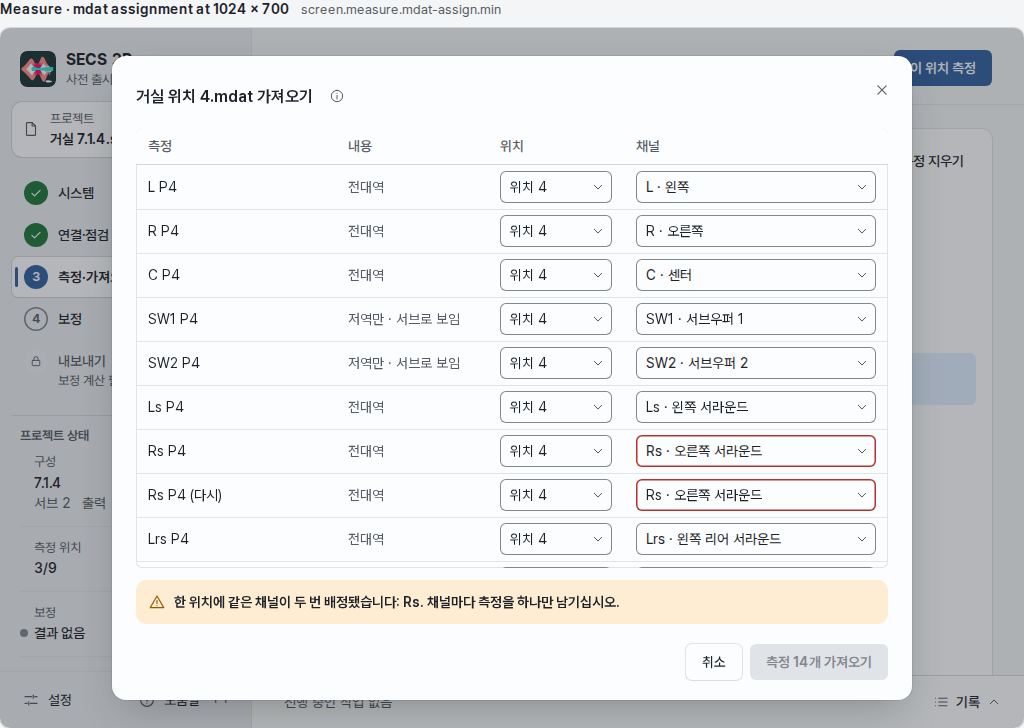 Measure · mdat assignment at 1024 × 700 screen.measure.mdat-assign.min
SECS
사전 출시
이 위치 측정
프로젝트
거실 7.1.4.
정 지우기
시스템
연결·점검
3 측정·가져
4 보정
내보내기
보정 계산
프로젝트 상태
구성
7.1.4
서브 2 출력
측정 위치
3/9
보정
결과 없음
설정
진행 중인 작업 없음
기록
거실 위치 4.mdat 가져오기
측정 내용 위치 채널
L P4 전대역 위치 4 L · 왼쪽
R P4 전대역 위치 4 R · 오른쪽
C P4 전대역 위치 4 C · 센터
SW1 P4 저역만 · 서브로 보임 위치 4 SW1 · 서브우퍼 1
SW2 P4 저역만 · 서브로 보임 위치 4 SW2 · 서브우퍼 2
Ls P4 전대역 위치 4 Ls · 왼쪽 서라운드
Rs P4 전대역 위치 4 Rs · 오른쪽 서라운드
Rs P4 (다시) 전대역 위치 4 Rs · 오른쪽 서라운드
Lrs P4 전대역 위치 4 Lrs · 왼쪽 리어 서라운드
한 위치에 같은 채널이 두 번 배정됐습니다: Rs. 채널마다 측정을 하나만 남기십시오.
취소
측정 14개 가져오기